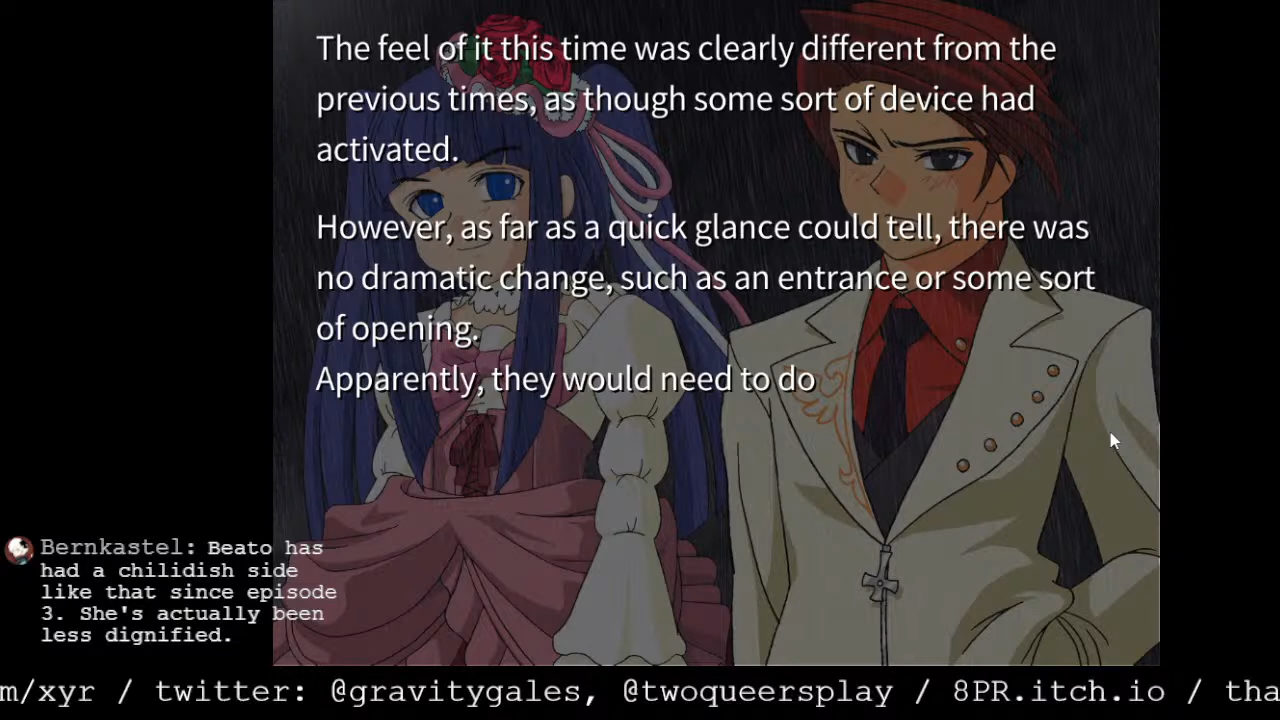 The feel of it this time was clearly different from the
previous times, as though some sort of device had
activated.
However, as far as a quick glance could tell, there was
no dramatic change, such as an entrance or some sort
of opening.
Apparently, they would need to do
Bernkastel: Beato has
had a chilidish side
like that since episode
3. She's actually been
less dignified.
m/xyr / twitter: @gravitygales, @twoqueersplay / 8PR.itch.io / tha